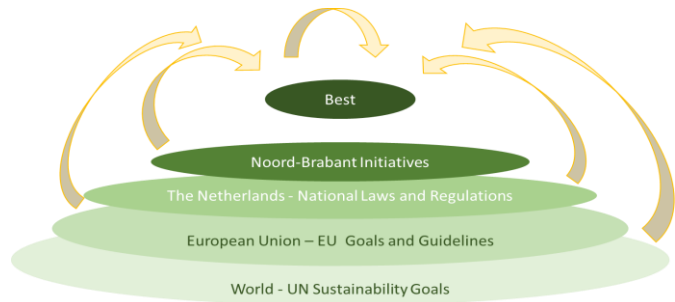 Best
Noord-Brabant Initiatives
The Netherlands - National Laws and Regulations
European Union – EU Goals and Guidelines
World - UN Sustainability Goals